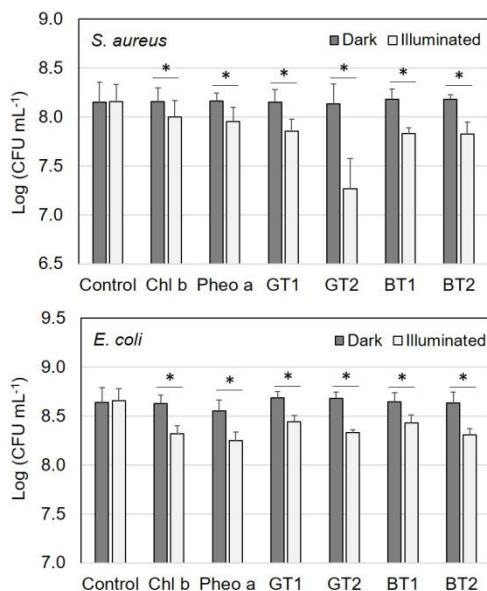 9.0
S. aureus
Dark Illuminated
8.5
8.0
7.5
7.0
6.5
Log (CFU mL-1)
* * * * * *
Control Chl b Pheo a GT1 GT2 BT1 BT2
9.5
E. coli
Dark Illuminated
9.0
8.5
8.0
7.5
7.0
Log (CFU mL-1)
* * * * * *
Control Chl b Pheo a GT1 GT2 BT1 BT2